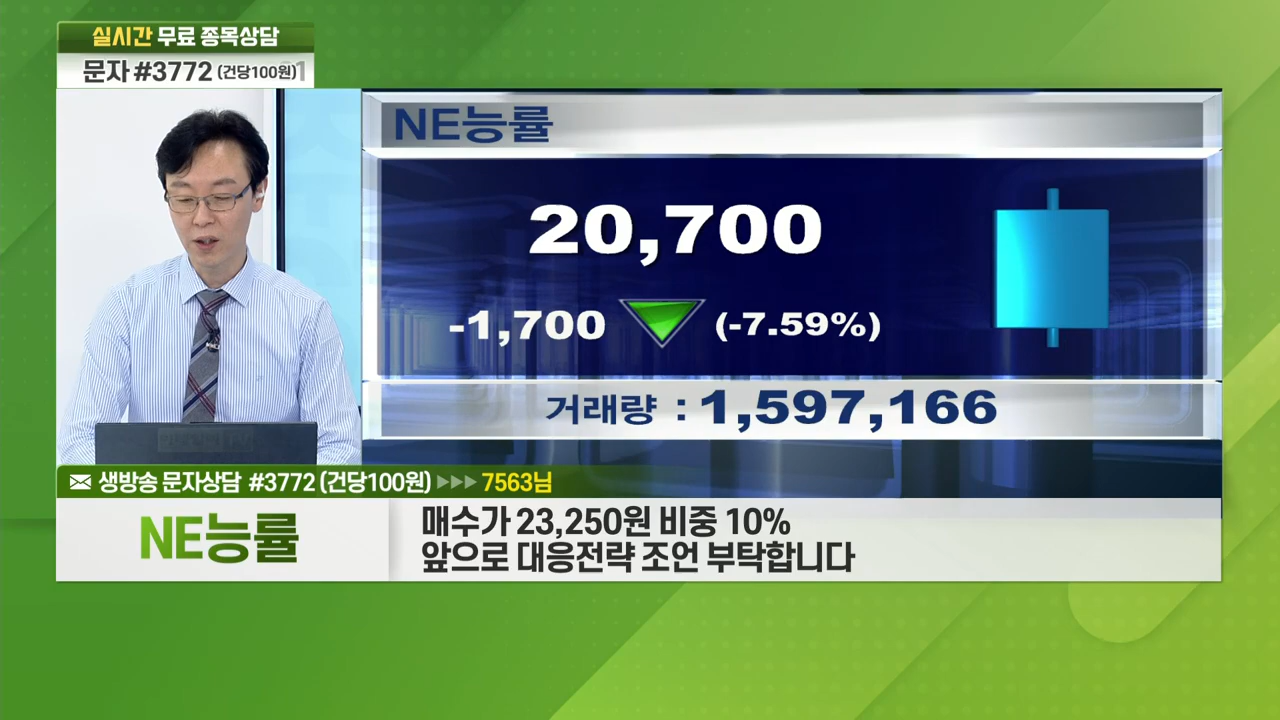 실시간 무료 종목상담
문자 #3772 (건당100원)
NE능률
20,700
-1,700 (-7.59%)
거래량 : 1,597,166
생방송 문자상담 #3772 (건당100원) 7563님
NE능률
매수가 23,250원 비중 10%
앞으로 대응전략 조언 부탁합니다